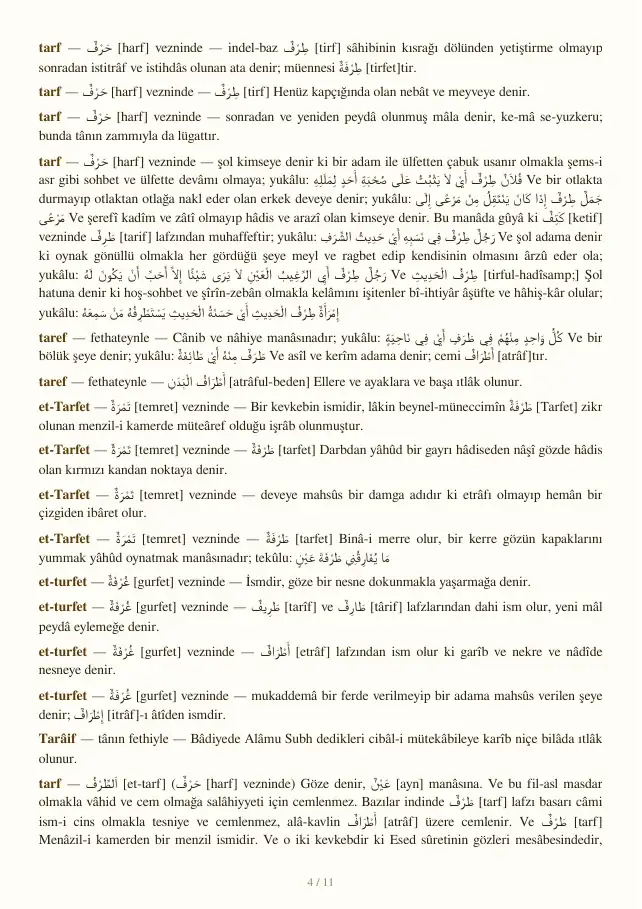 tarf — حَرْفٌ [harf] vezninde — indel-baz طِرْفٌ [tirf] sâhibinin kısrağı dölünden yetiştirme olmayıp
sonradan istitrâf ve istihdâs olunan ata denir; müennesi طِرْفَةٌ [tirfet]tir.
tarf — حَرْفٌ [harf] vezninde — طِرْفٌ [tirf] Henüz kapçığında olan nebât ve meyveye denir.
tarf — حَرْفٌ [harf] vezninde — sonradan ve yeniden peydâ olunmuş mâla denir, ke-mâ se-yuzkeru;
bunda tânın zammıyla da lügattır.
tarf — حَرْفٌ [harf] vezninde — şol kimseye denir ki bir adam ile ülfetten çabuk usanır olmakla şems-i
asr gibi sohbet ve ülfette devâmı olmaya; yukâlu: فُلاَنٌ طِرْفٌ أَيْ لاَ يَثْبُتُ عَلَى صُحْبَةِ أَحَدٍ لِمَلَلِهِ Ve bir otlakta
durmayıp otlaktan otlağa nakl eder olan erkek deveye denir; yukâlu: جَمَلٌ طِرْفٌ إِذَا كَانَ يَنْتَقِلُ مِنْ مَرْعًى إِلَى
مَرْعًى Ve şerefi kadîm ve zâtî olmayıp hâdis ve arazî olan kimseye denir. Bu manâda gûyâ ki كَتِفٌ [ketif]
vezninde طَرِفٌ [tarif] lafzından muhaffeftir; yukâlu: رَجُلٌ طِرْفٌ فِي نَسَبِهِ أَيْ حَدِيثُ الشَّرَفِ Ve şol adama denir
ki oynak gönüllü olmakla her gördüğü şeye meyl ve ragbet edip kendisinin olmasını ârzû eder ola;
yukâlu: رَجُلٌ طِرْفٌ أَيِ الرَّغِيبُ الْعَيْنِ لاَ يَرَى شَيْئًا إِلاَّ أَحَبَّ أَنْ يَكُونَ لَهُ Ve طِرْفُ الْحَدِيثِ [tirful-hadîsamp;] Şol
hatuna denir ki hoş-sohbet ve şîrîn-zebân olmakla kelâmını işitenler bî-ihtiyâr âşüfte ve hâhiş-kâr olular;
yukâlu: إِمْرَأَةٌ طِرْفُ الْحَدِيثِ أَيْ حَسَنَةُ الْحَدِيثِ يَسْتَطْرِفُهُ مَنْ سَمِعَهُ
taref — fethateynle — Cânib ve nâhiye manâsınadır; yukâlu: كُلُّ وَاحِدٍ مِنْهُمْ فِي طَرَفٍ أَيْ فِي نَاحِيَةٍ Ve bir
bölük şeye denir; yukâlu: طَرَفٌ مِنْهُ أَيْ طَائِفَةٌ Ve asîl ve kerîm adama denir; cemi أَطْرَافٌ [atrâf]tır.
taref — fethateynle — أَطْرَافُ الْبَدَنِ [atrâful-beden] Ellere ve ayaklara ve başa ıtlâk olunur.
et-Tarfet — تَمْرَةٌ [temret] vezninde — Bir kevkebin ismidir, lâkin beynel-müneccimîn طَرْفَةٌ [Tarfet] zikr
olunan menzil-i kamerde müteâref olduğu işrâb olunmuştur.
et-Tarfet — تَمْرَةٌ [temret] vezninde — طَرْفَةٌ [tarfet] Darbdan yâhûd bir gayrı hâdiseden nâşî gözde hâdis
olan kırmızı kandan noktaya denir.
et-Tarfet — تَمْرَةٌ [temret] vezninde — deveye mahsûs bir damga adıdır ki etrâfı olmayıp hemân bir
çizgiden ibâret olur.
et-Tarfet — تَمْرَةٌ [temret] vezninde — طَرْفَةٌ [tarfet] Binâ-i merre olur, bir kerre gözün kapaklarını
yummak yâhûd oynatmak manâsınadır; tekûlu: مَا يُفَارِقُنِي طَرْفَةَ عَيْنٍ
et-turfet — غُرْفَةٌ [gurfet] vezninde — İsmdir, göze bir nesne dokunmakla yaşarmağa denir.
et-turfet — غُرْفَةٌ [gurfet] vezninde — طَرِيفٌ [tarîf] ve طَارِفٌ [târif] lafzlarından dahi ism olur, yeni mâl
peydâ eylemeğe denir.
et-turfet — غُرْفَةٌ [gurfet] vezninde — أَطْرَافٌ [etrâf] lafzından ism olur ki garîb ve nekre ve nâdîde
nesneye denir.
et-turfet — غُرْفَةٌ [gurfet] vezninde — mukaddemâ bir ferde verilmeyip bir adama mahsûs verilen şeye
denir; إِطْرَافٌ [itrâf]-ı âtîden ismdir.
Tarâif — tânın fethiyle — Bâdiyede Alâmu Subh dedikleri cibâl-i mütekâbileye karîb niçe bilâda ıtlâk
olunur.
tarf — اَلطَّرْفُ [et-tarf] (حَرْفٌ [harf] vezninde) Göze denir, عَيْنٌ [ayn] manâsına. Ve bu fil-asl masdar
olmakla vâhid ve cem olmağa salâhiyyeti için cemlenmez. Bazılar indinde طَرْفٌ [tarf] lafzı basarı câmi
ism-i cins olmakla tesniye ve cemlenmez, alâ-kavlin أَطْرَافٌ [atrâf] üzere cemlenir. Ve طَرْفٌ [tarf]
Menâzil-i kamerden bir menzil ismidir. Ve o iki kevkebdir ki Esed sûretinin gözleri mesâbesindedir,
4 / 11